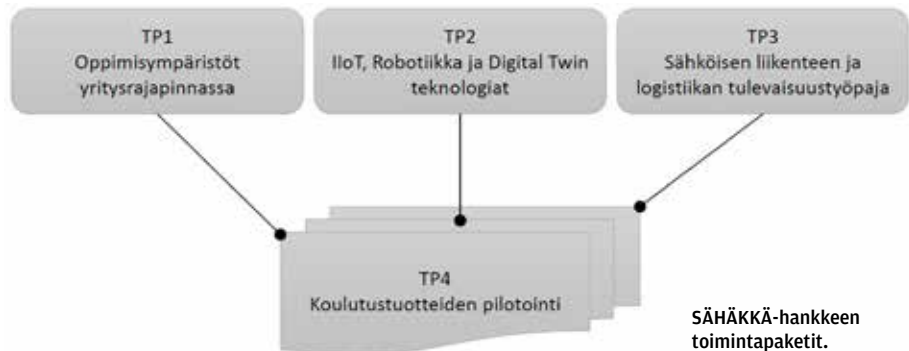 TP1
Oppimisympäristöt
yritysrajapinnassa
TP2
IIoT, Robotiikka ja Digital Twin
teknologiat
TP3
Sähköisen liikenteen ja
logistiikan tulevaisuustyöpaja
TP4
Koulutustuotteiden pilotointi
SÄHÄKKÄ-hankkeen
toimintapaketit.